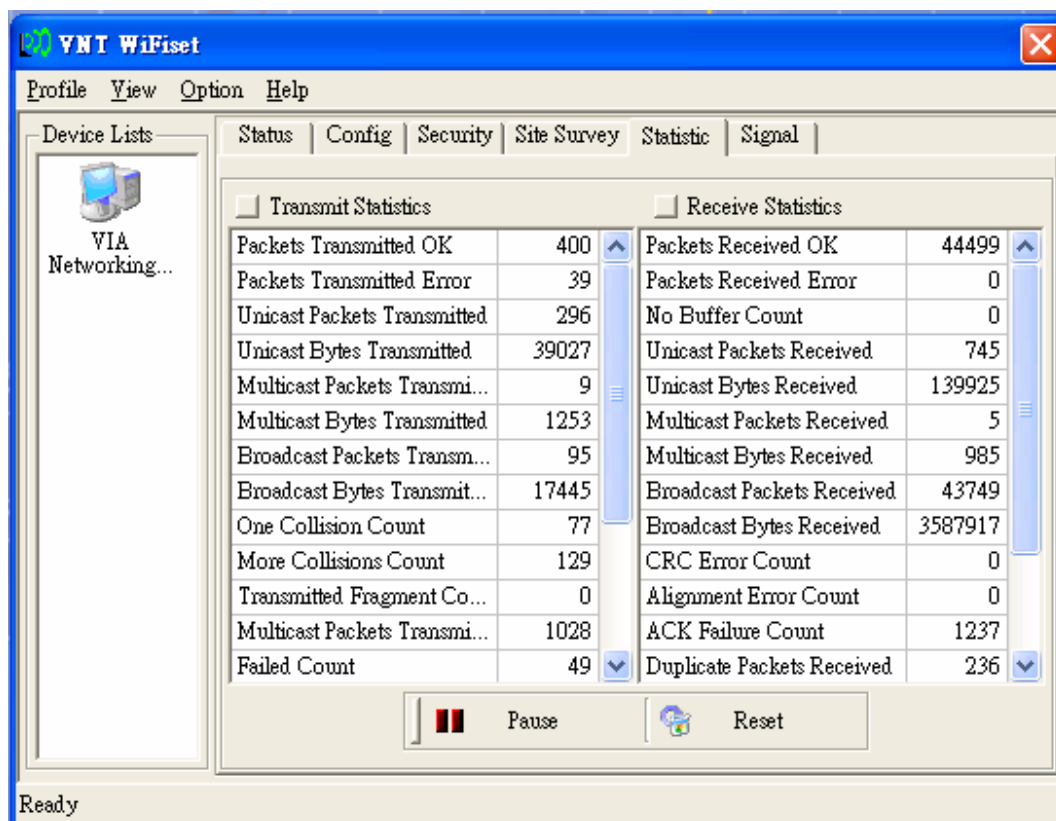 VNT WiFiset
Profile View Option Help
Device Lists
VIA
Networking...
Status Config Security Site Survey Statistic Signal
Transmit Statistics
Packets Transmitted OK 400
Packets Transmitted Error 39
Unicast Packets Transmitted 296
Unicast Bytes Transmitted 39027
Multicast Packets Transmi... 9
Multicast Bytes Transmitted 1253
Broadcast Packets Transm... 95
Broadcast Bytes Transmit... 17445
One Collision Count 77
More Collisions Count 129
Transmitted Fragment Co... 0
Multicast Packets Transmi... 1028
Failed Count 49
Receive Statistics
Packets Received OK 44499
Packets Received Error 0
No Buffer Count 0
Unicast Packets Received 745
Unicast Bytes Received 139925
Multicast Packets Received 5
Multicast Bytes Received 985
Broadcast Packets Received 43749
Broadcast Bytes Received 3587917
CRC Error Count 0
Alignment Error Count 0
ACK Failure Count 1237
Duplicate Packets Received 236
Pause Reset
Ready